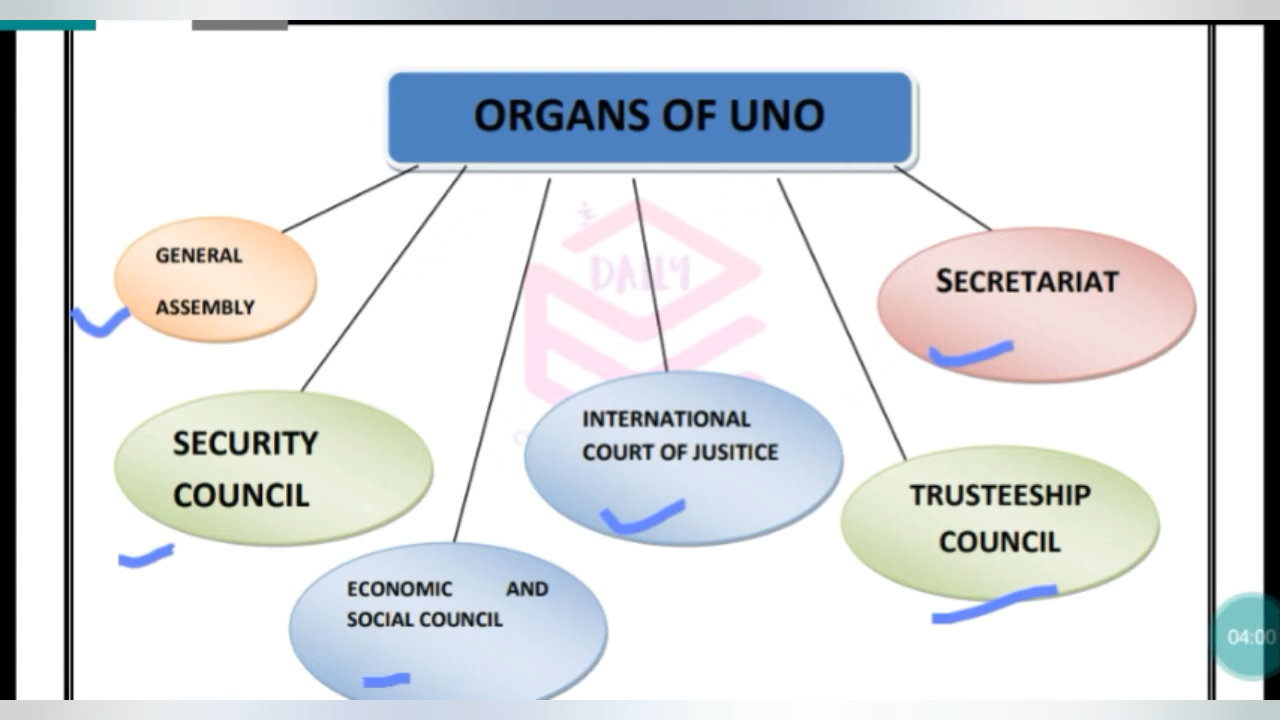 ORGANS OF UNO
GENERAL
ASSEMBLY
SECRETARIAT
DAILY
SECURITY
COUNCIL
INTERNATIONAL
COURT OF JUSITICE
TRUSTEESHIP
COUNCIL
ECONOMIC AND
SOCIAL COUNCIL
04:00